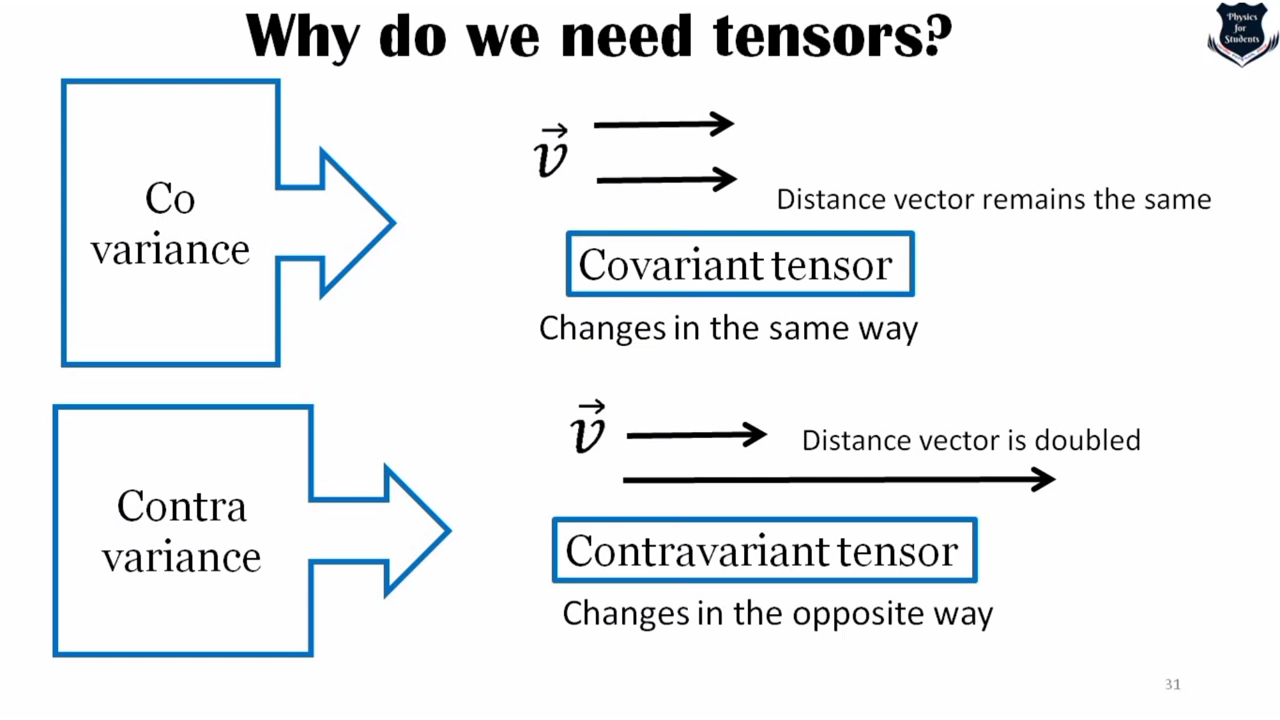 Why do we need tensors?
Physics
for
Students
Co
variance
v⃗
Distance vector remains the same
Covariant tensor
Changes in the same way
Contra
variance
v⃗
Distance vector is doubled
Contravariant tensor
Changes in the opposite way
31